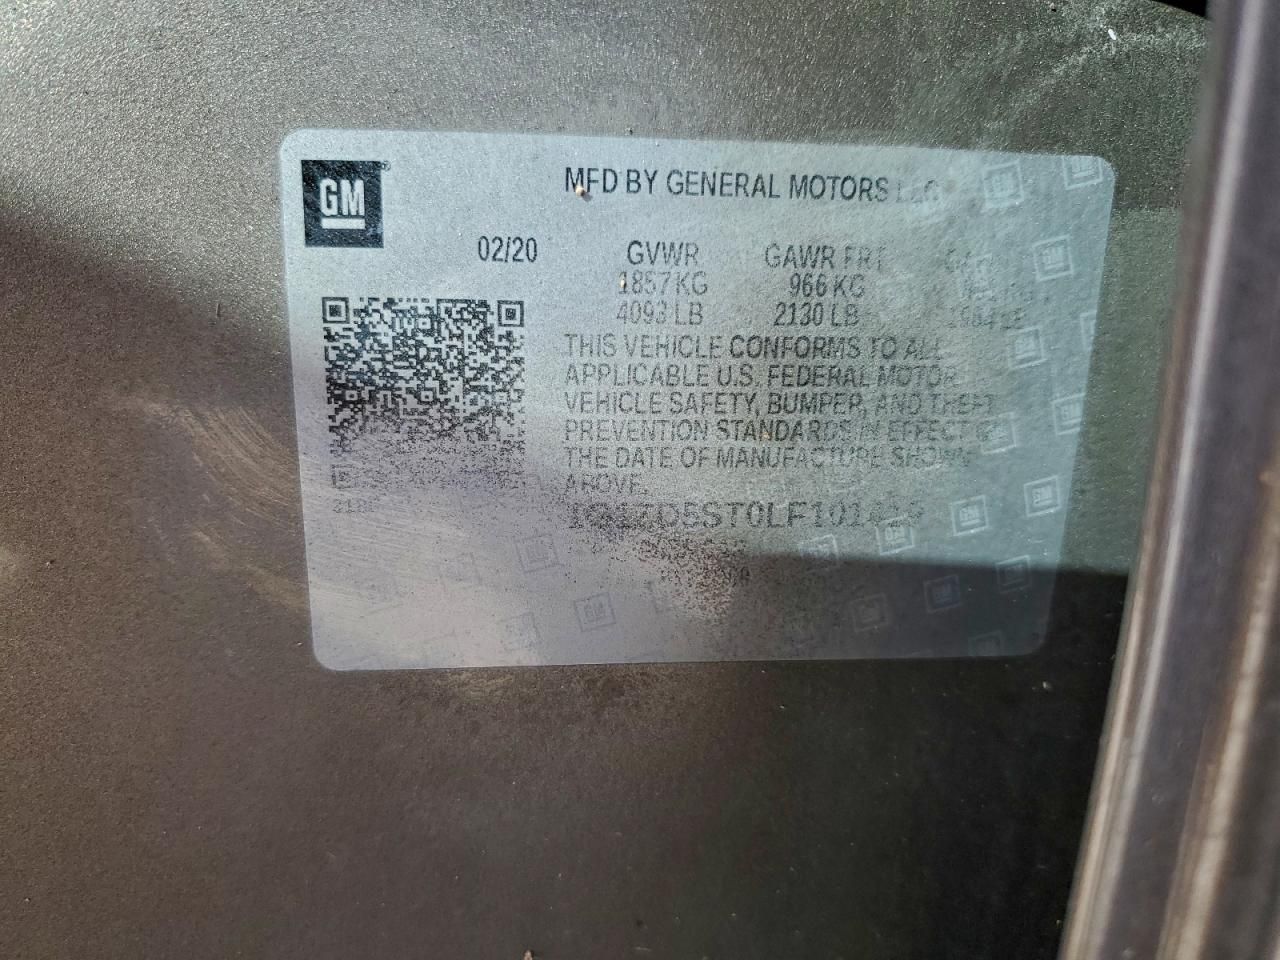 GM
MFD BY GENERAL MOTORS LLC
02/20 GVWR GAWR FRT
1857 KG 966 KG
4093 LB 2130 LB
THIS VEHICLE CONFORMS TO ALL
APPLICABLE U.S. FEDERAL MOTOR
VEHICLE SAFETY, BUMPER, AND THEFT
PREVENTION STANDARDS IN EFFECT
THE DATE OF MANUFACTURE SHOWN
ABOVE.